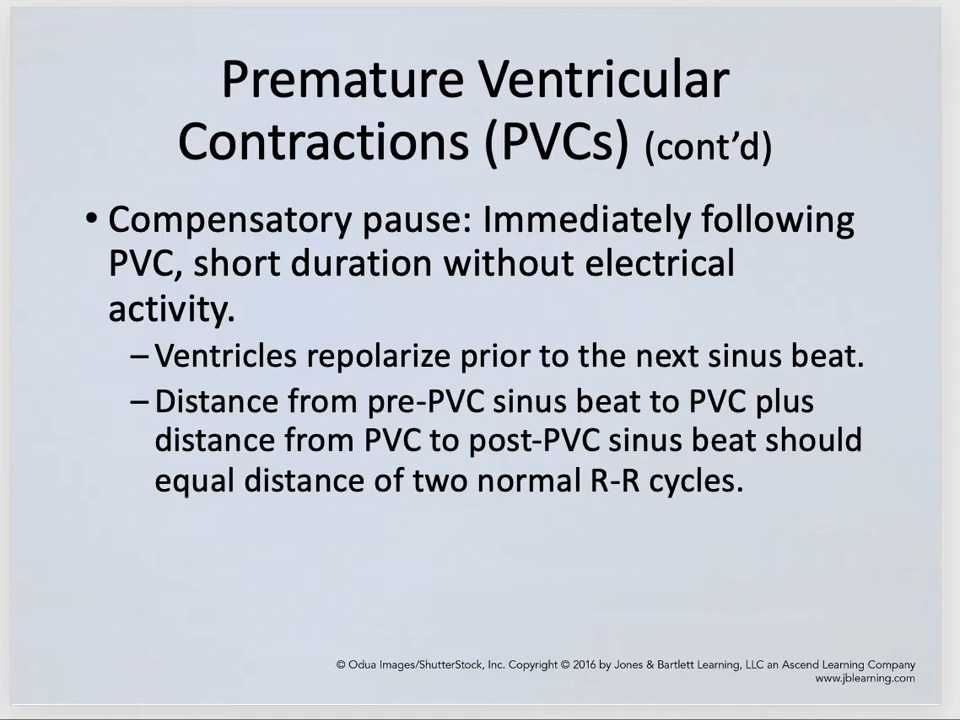 Premature Ventricular
Contractions (PVCs) (cont’d)
• Compensatory pause: Immediately following
PVC, short duration without electrical
activity.
– Ventricles repolarize prior to the next sinus beat.
– Distance from pre-PVC sinus beat to PVC plus
distance from PVC to post-PVC sinus beat should
equal distance of two normal R-R cycles.
© Odua Images/ShutterStock, Inc. Copyright © 2016 by Jones & Bartlett Learning, LLC an Ascend Learning Company
www.jblearning.com